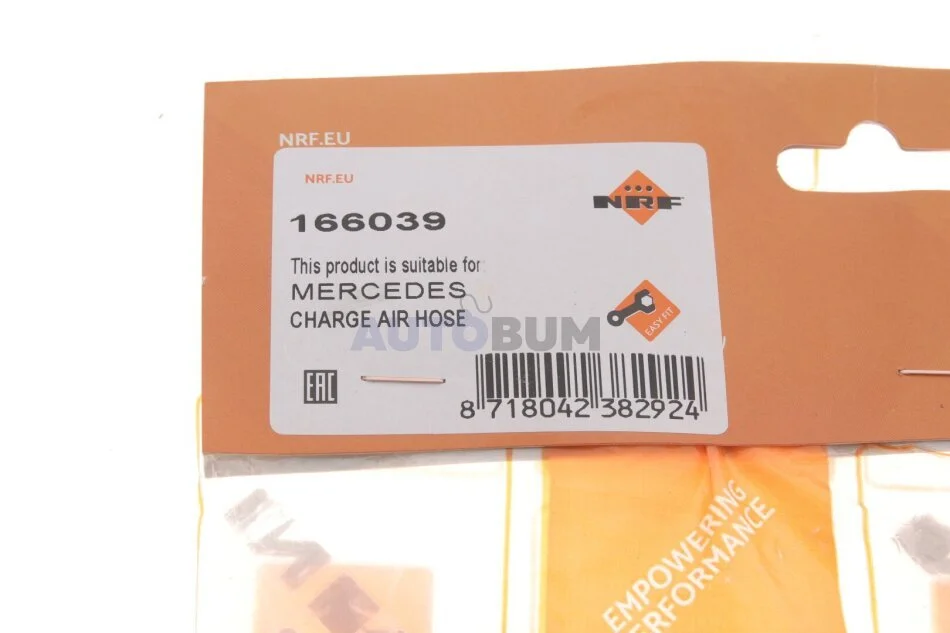 NRF.EU
NRF.EU
166039
NRF
This product is suitable for
MERCEDES
CHARGE AIR HOSE
EASY FIT
AUTOBUM
EAC
8 718042 382924
EMPOWERING
PERFORMANCE